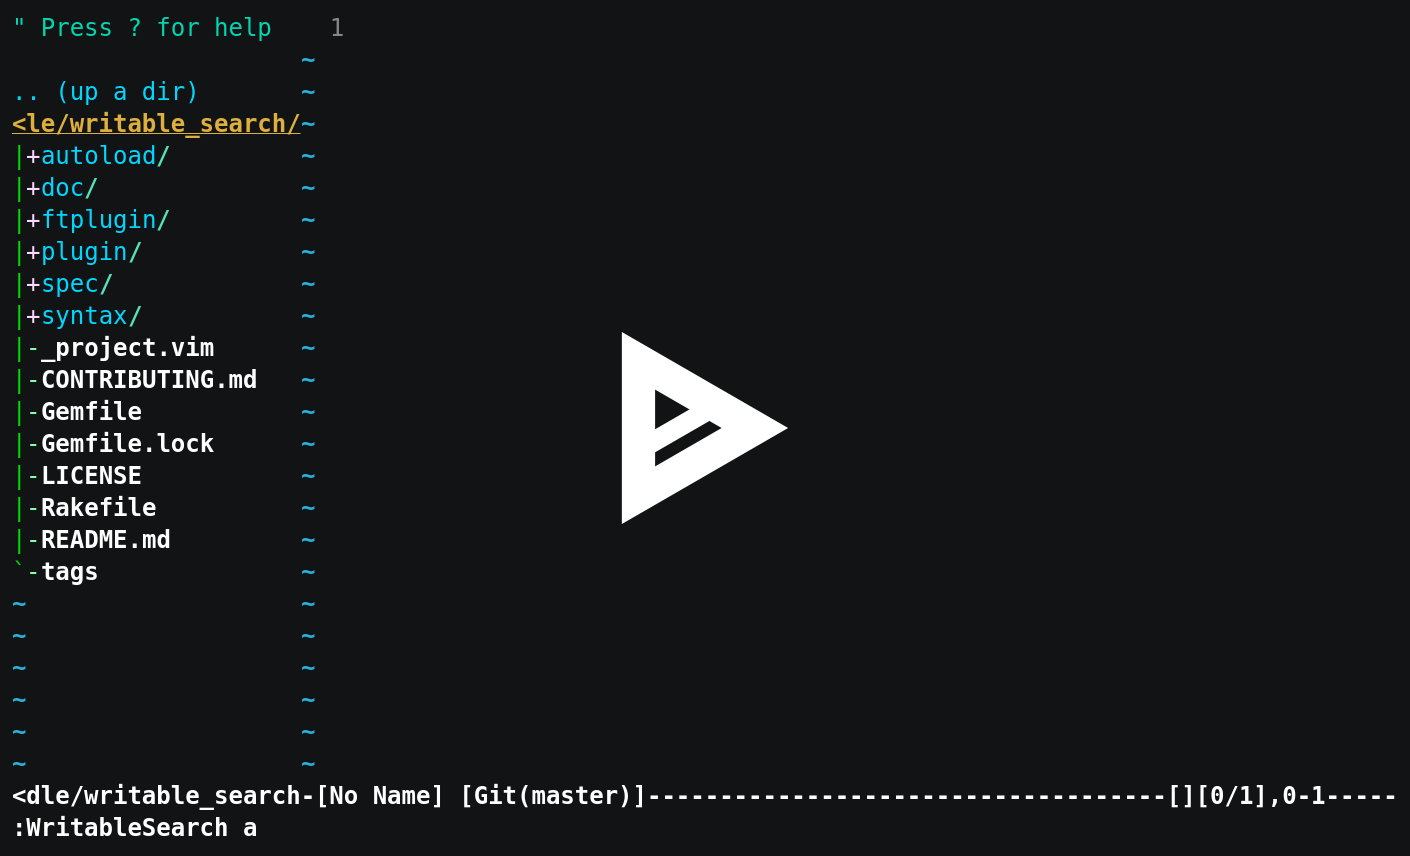 " Press ? for help    1
                    ~
.. (up a dir)       ~
<le/writable_search/~
|+autoload/         ~
|+doc/              ~
|+ftplugin/         ~
|+plugin/           ~
|+spec/             ~
|+syntax/           ~
|-_project.vim      ~
|-CONTRIBUTING.md   ~
|-Gemfile           ~
|-Gemfile.lock      ~
|-LICENSE           ~
|-Rakefile          ~
|-README.md         ~
`-tags              ~
~                   ~
~                   ~
~                   ~
~                   ~
~                   ~
~                   ~
<dle/writable_search-[No Name] [Git(master)]------------------------------------[][0/1],0-1-----
:WritableSearch a